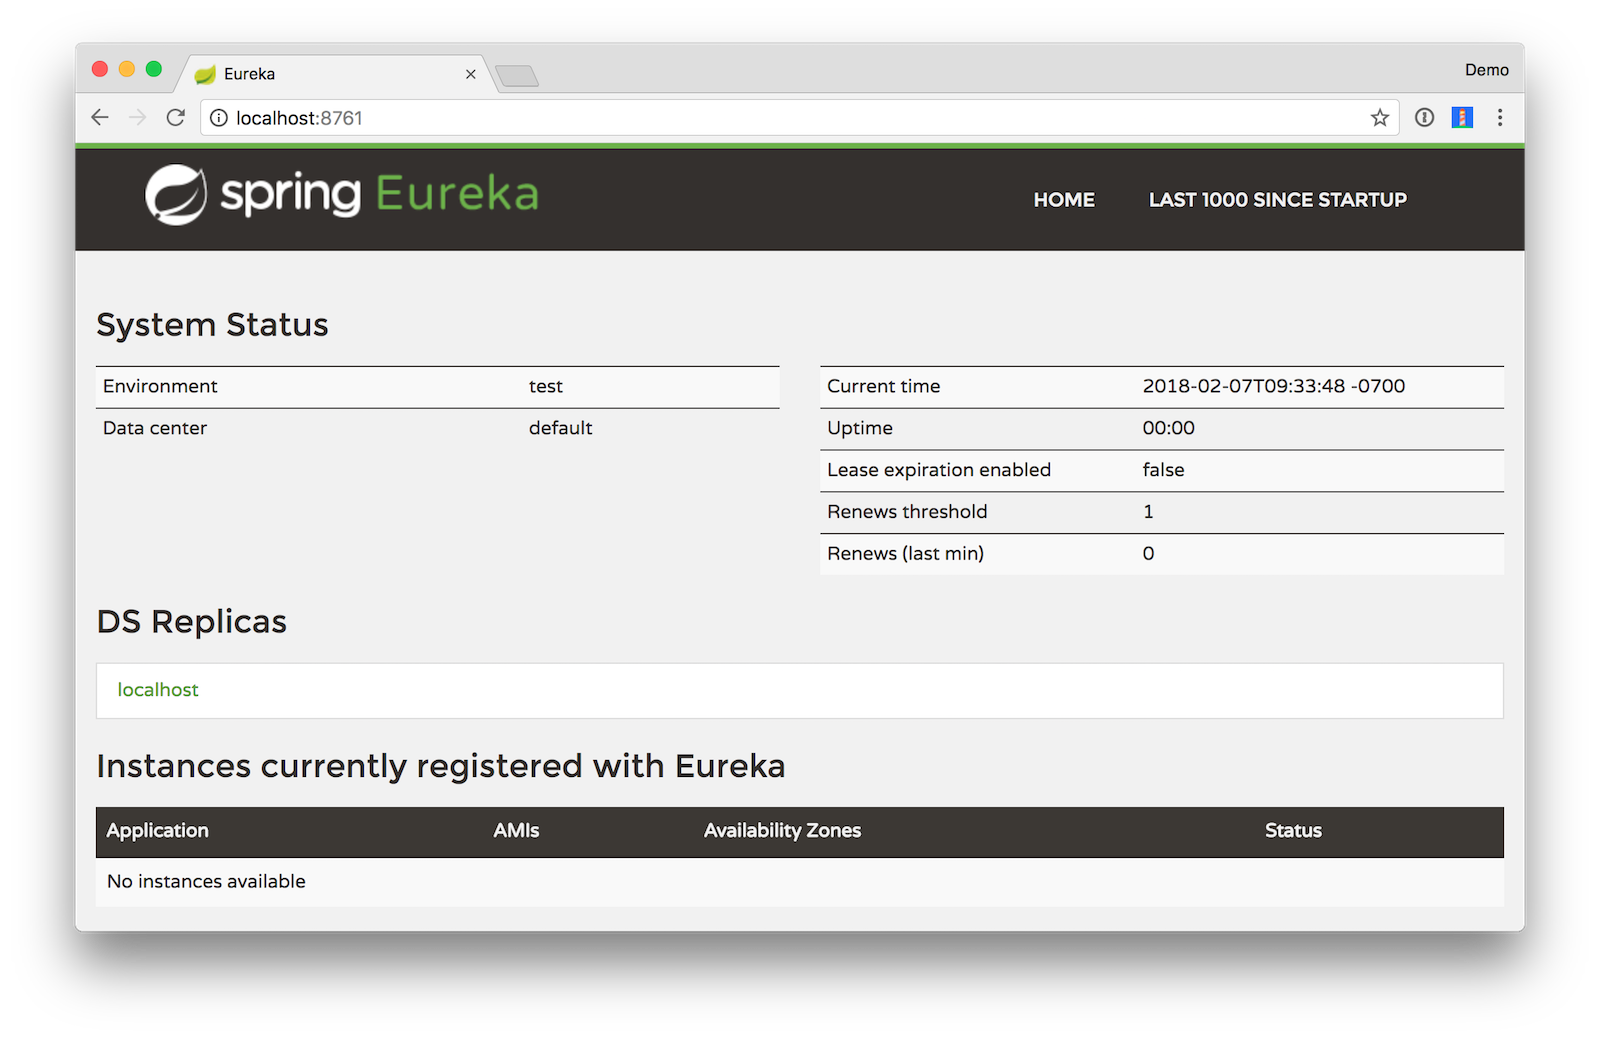 Eureka
Demo
localhost:8761
spring Eureka
HOME LAST 1000 SINCE STARTUP
System Status
Environment test
Data center default
Current time 2018-02-07T09:33:48 -0700
Uptime 00:00
Lease expiration enabled false
Renews threshold 1
Renews (last min) 0
DS Replicas
localhost
Instances currently registered with Eureka
Application AMIs Availability Zones Status
No instances available